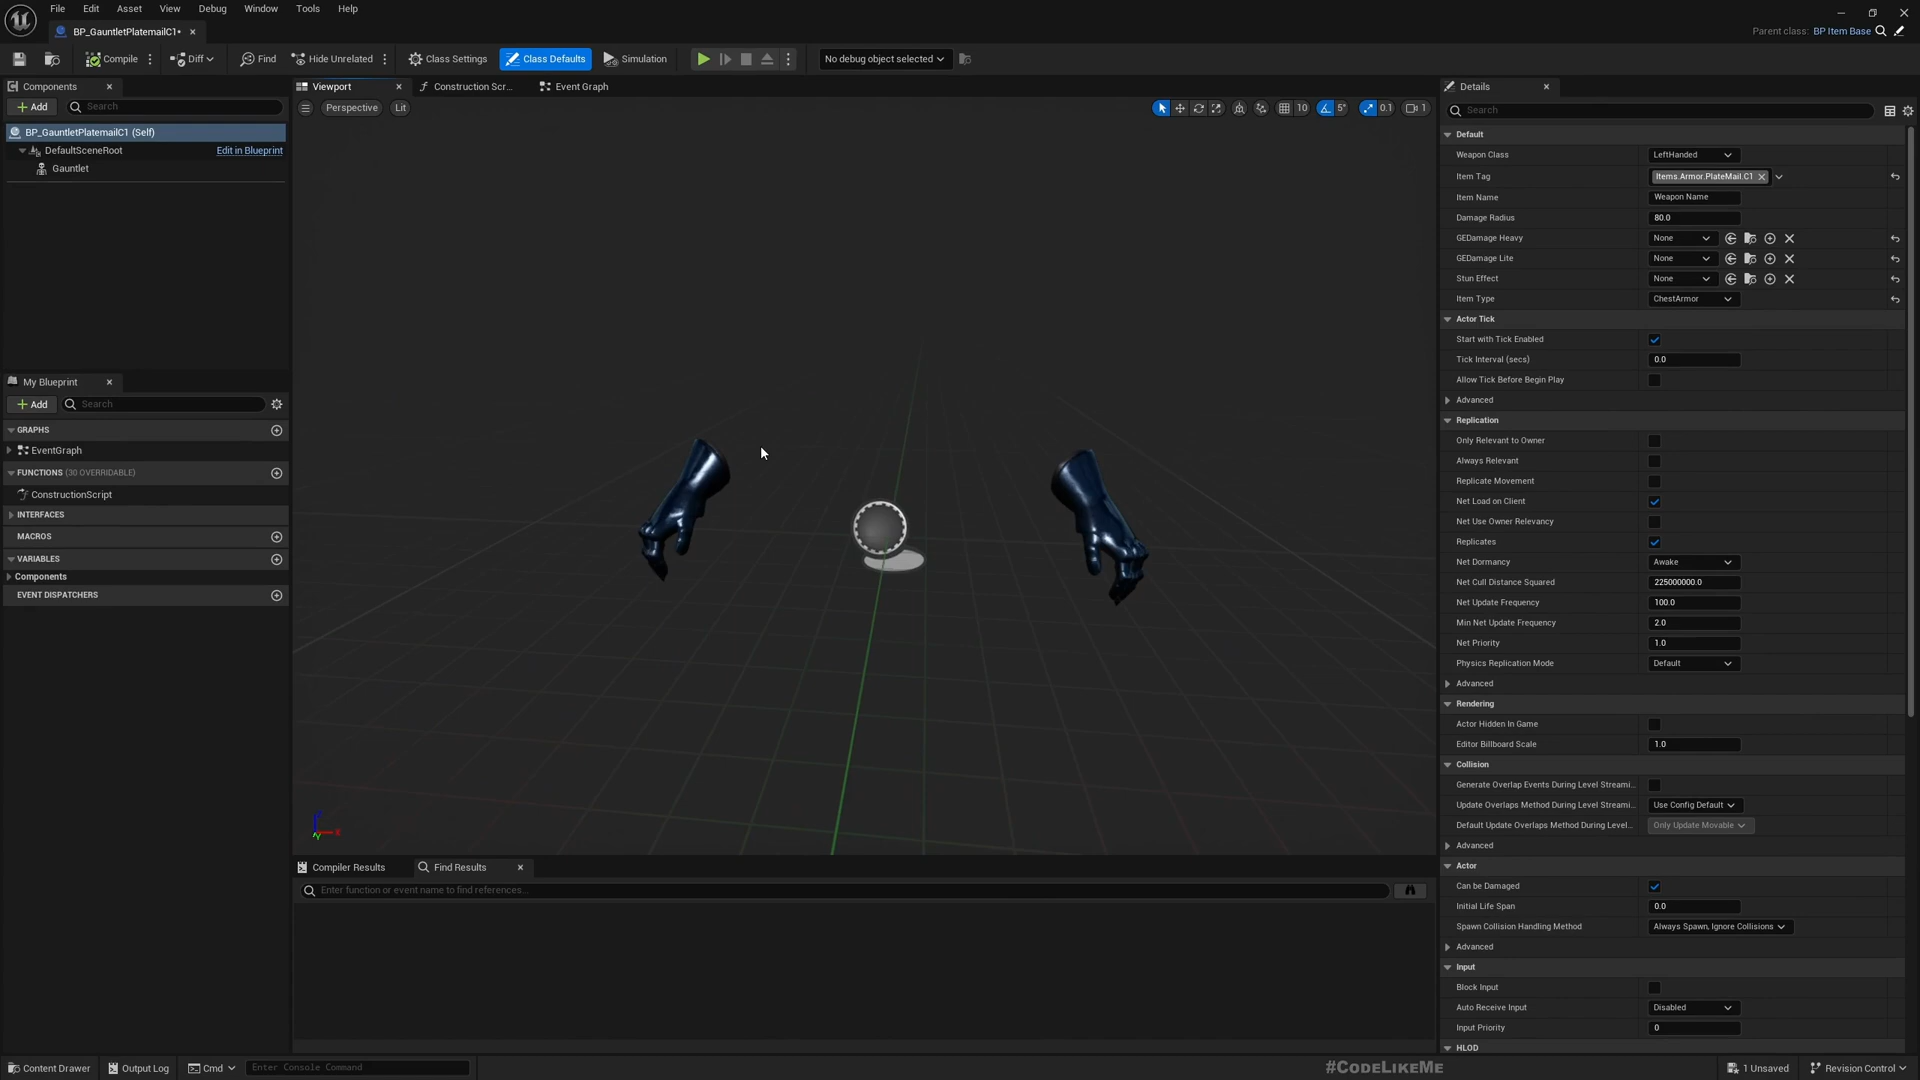 File Edit Asset View Debug Window Tools Help
BP_GauntletPlatemailC1•
Parent class: BP Item Base
Compile Diff Find Hide Unrelated Class Settings Class Defaults Simulation No debug object selected
Components
Add Search
BP_GauntletPlatemailC1 (Self)
DefaultSceneRoot Edit in Blueprint
Gauntlet
My Blueprint
Add Search
GRAPHS
EventGraph
FUNCTIONS (30 OVERRIDABLE)
ConstructionScript
INTERFACES
MACROS
VARIABLES
Components
EVENT DISPATCHERS
Viewport Construction Scr... Event Graph
Perspective Lit 10 5° 0.1 1
Z X Y
Compiler Results Find Results
Enter function or event name to find references...
Details
Search
Default
Weapon Class LeftHanded
Item Tag Items.Armor.PlateMail.C1
Item Name Weapon Name
Damage Radius 80.0
GEDamage Heavy None
GEDamage Lite None
Stun Effect None
Item Type ChestArmor
Actor Tick
Start with Tick Enabled
Tick Interval (secs) 0.0
Allow Tick Before Begin Play
Advanced
Replication
Only Relevant to Owner
Always Relevant
Replicate Movement
Net Load on Client
Net Use Owner Relevancy
Replicates
Net Dormancy Awake
Net Cull Distance Squared 225000000.0
Net Update Frequency 100.0
Min Net Update Frequency 2.0
Net Priority 1.0
Physics Replication Mode Default
Advanced
Rendering
Actor Hidden In Game
Editor Billboard Scale 1.0
Collision
Generate Overlap Events During Level Streami...
Update Overlaps Method During Level Streami... Use Config Default
Default Update Overlaps Method During Level... Only Update Movable
Advanced
Actor
Can be Damaged
Initial Life Span 0.0
Spawn Collision Handling Method Always Spawn, Ignore Collisions
Advanced
Input
Block Input
Auto Receive Input Disabled
Input Priority 0
HLOD
Content Drawer Output Log Cmd Enter Console Command #CodeLikeMe 1 Unsaved Revision Control